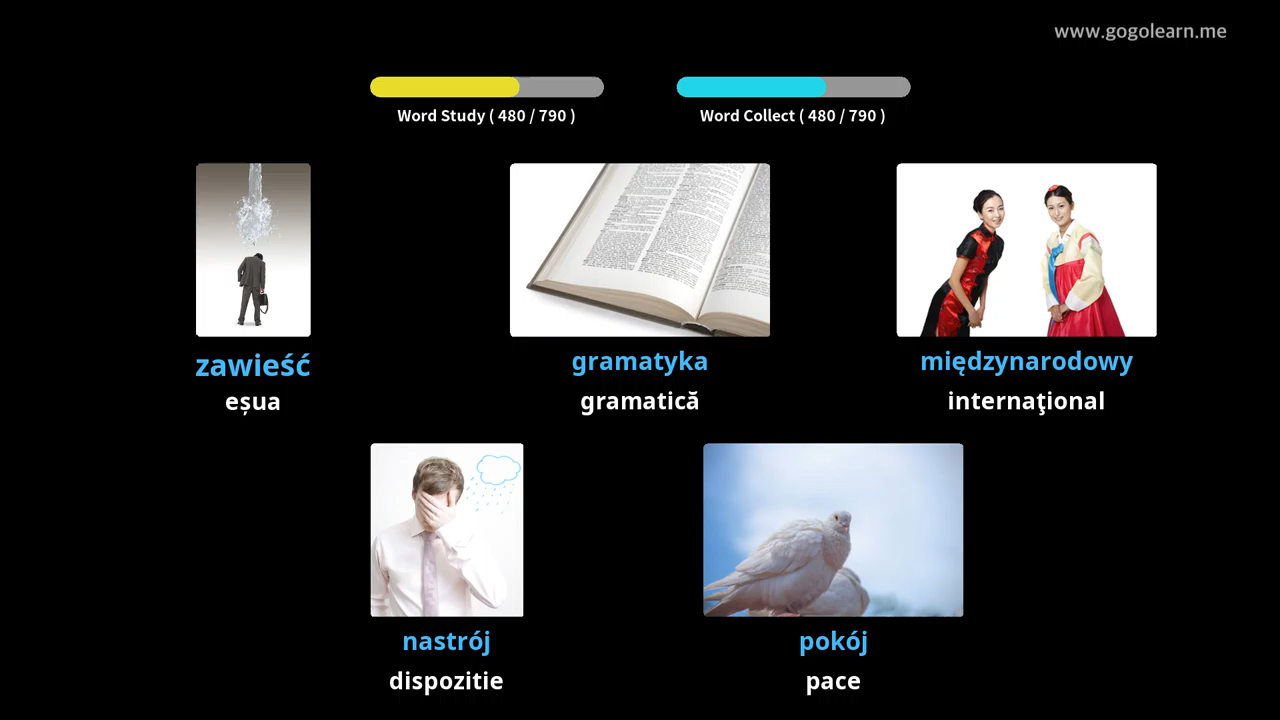 www.gogolearn.me
Word Study ( 480 / 790 )
Word Collect ( 480 / 790 )
zawieść
eșua
gramatyka
gramatică
międzynarodowy
internaţional
nastrój
dispozitie
pokój
pace